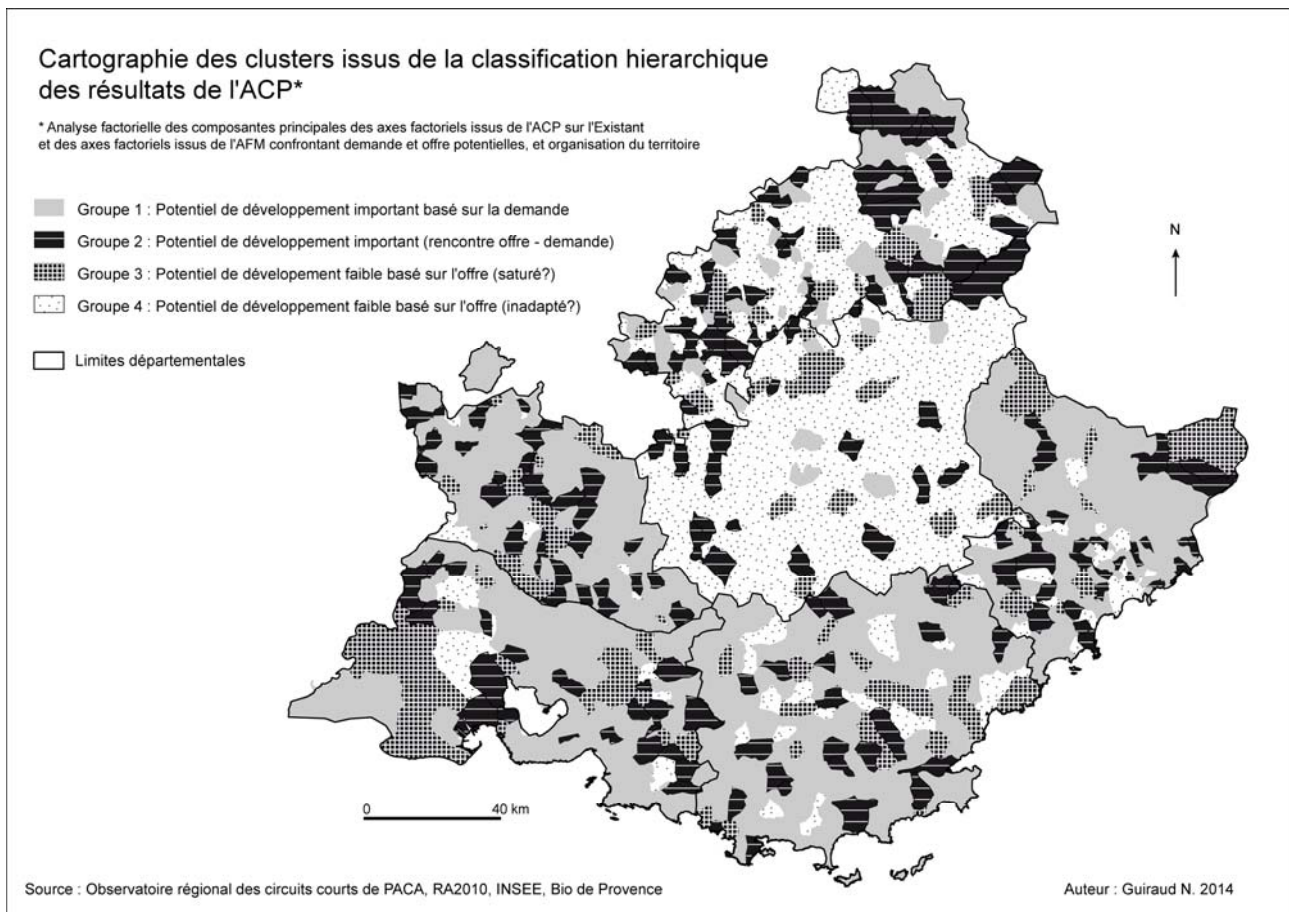 Cartographie des clusters issus de la classification hierarchique
des résultats de l'ACP*
* Analyse factorielle des composantes principales des axes factoriels issus de l'ACP sur l'Existant
et des axes factoriels issus de l'AFM confrontant demande et offre potentielles, et organisation du territoire
Groupe 1 : Potentiel de développement important basé sur la demande
Groupe 2 : Potentiel de développement important (rencontre offre - demande)
Groupe 3 : Potentiel de dévelopement faible basé sur l'offre (saturé?)
Groupe 4 : Potentiel de développement faible basé sur l'offre (inadapté?)
Limites départementales
N
0 40 km
Source : Observatoire régional des circuits courts de PACA, RA2010, INSEE, Bio de Provence
Auteur : Guiraud N. 2014